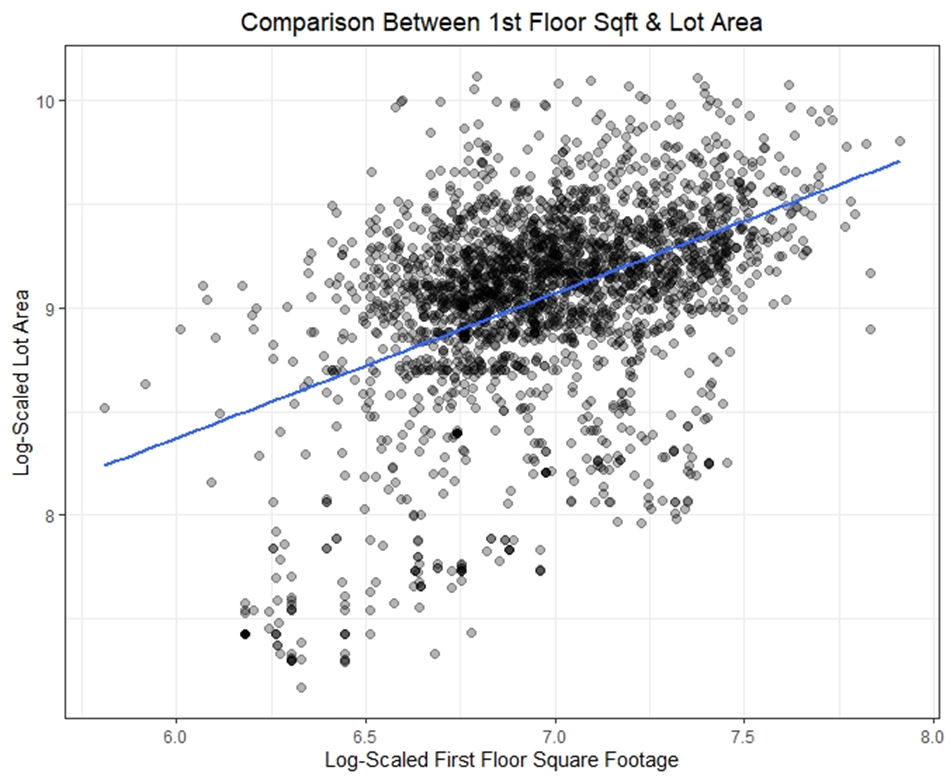 Comparison Between 1st Floor Sqft & Lot Area
10
9
8
Log-Scaled Lot Area
6.0 6.5 7.0 7.5 8.0
Log-Scaled First Floor Square Footage